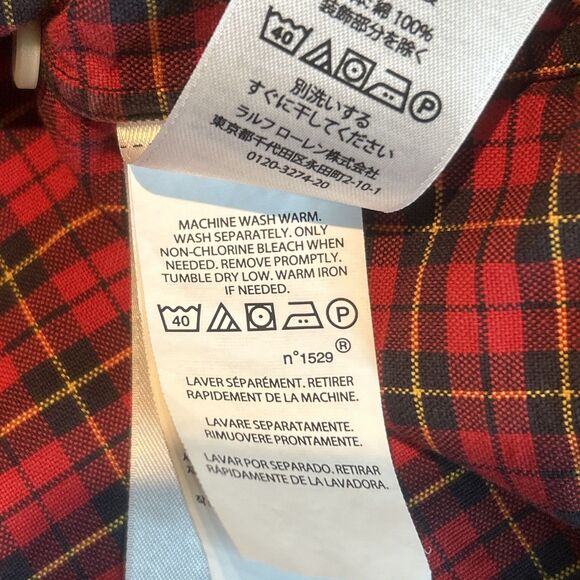 綿 100%
装飾部分を除く
40 P
別洗いする
すぐに干してください
ラルフ ローレン株式会社
東京都千代田区永田町2-10-1
0120-3274-20
MACHINE WASH WARM.
WASH SEPARATELY. ONLY
NON-CHLORINE BLEACH WHEN
NEEDED. REMOVE PROMPTLY.
TUMBLE DRY LOW. WARM IRON
IF NEEDED.
40 P
n°1529 ®
LAVER SÉPARÉMENT. RETIRER
RAPIDEMENT DE LA MACHINE.
LAVARE SEPARATAMENTE.
RIMUOVERE PRONTAMENTE.
LAVAR POR SEPARADO. RETIRAR
RAPIDAMENTE DE LA LAVADORA.